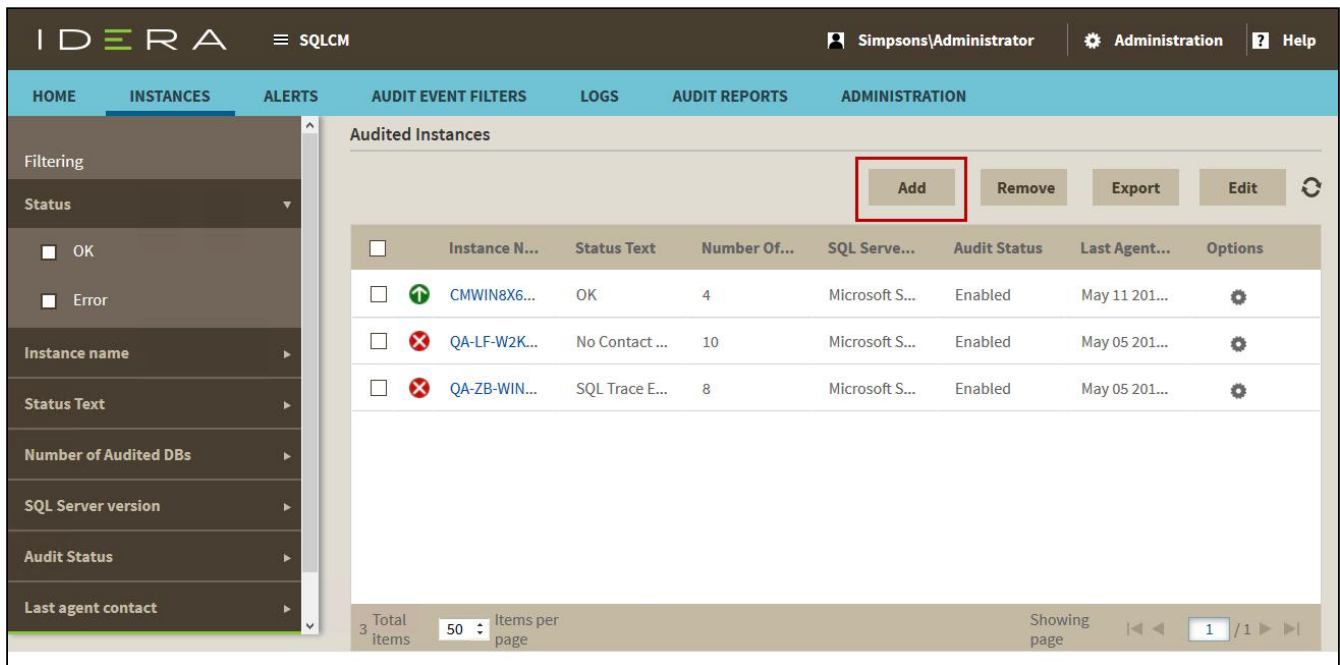 IDERA SQLCM Simpsons\Administrator Administration ? Help
HOME INSTANCES ALERTS AUDIT EVENT FILTERS LOGS AUDIT REPORTS ADMINISTRATION
Filtering
Status
OK
Error
Instance name
Status Text
Number of Audited DBs
SQL Server version
Audit Status
Last agent contact
Audited Instances
Add Remove Export Edit
Instance N... Status Text Number Of... SQL Serve... Audit Status Last Agent... Options
CMWIN8X6... OK 4 Microsoft S... Enabled May 11 201...
QA-LF-W2K... No Contact ... 10 Microsoft S... Enabled May 05 201...
QA-ZB-WIN... SQL Trace E... 8 Microsoft S... Enabled May 05 201...
3 Total items 50 Items per page Showing page 1 / 1